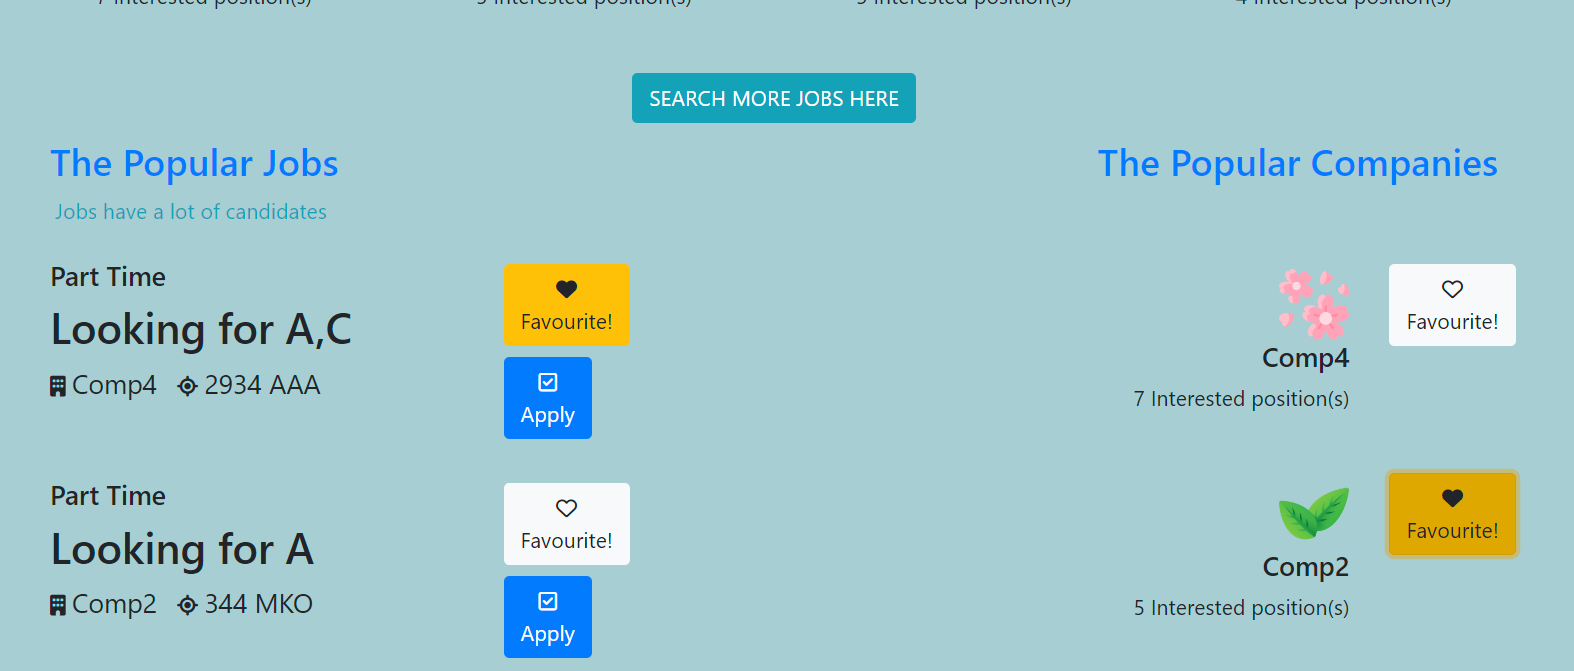 7 Interested position(s)
5 Interested position(s)
5 Interested position(s)
4 Interested position(s)
SEARCH MORE JOBS HERE
The Popular Jobs
Jobs have a lot of candidates
Part Time
Looking for A,C
Comp4 2934 AAA
Favourite!
Apply
Part Time
Looking for A
Comp2 344 MKO
Favourite!
Apply
The Popular Companies
Comp4
7 Interested position(s)
Favourite!
Comp2
5 Interested position(s)
Favourite!